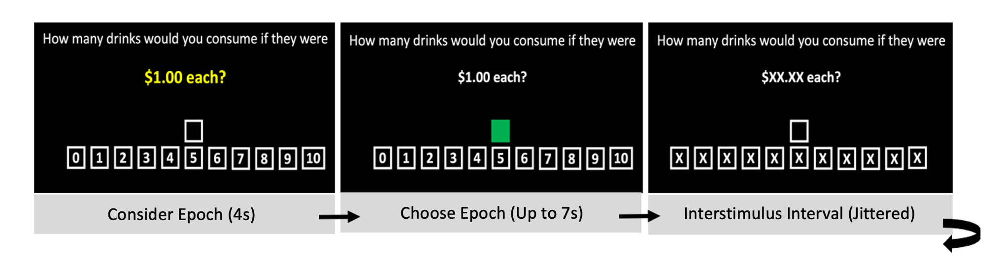 How many drinks would you consume if they were
$1.00 each?
0 1 2 3 4 5 6 7 8 9 10
Consider Epoch (4s)
How many drinks would you consume if they were
$1.00 each?
0 1 2 3 4 5 6 7 8 9 10
Choose Epoch (Up to 7s)
How many drinks would you consume if they were
$XX.XX each?
X X X X X X X X X X X
Interstimulus Interval (Jittered)